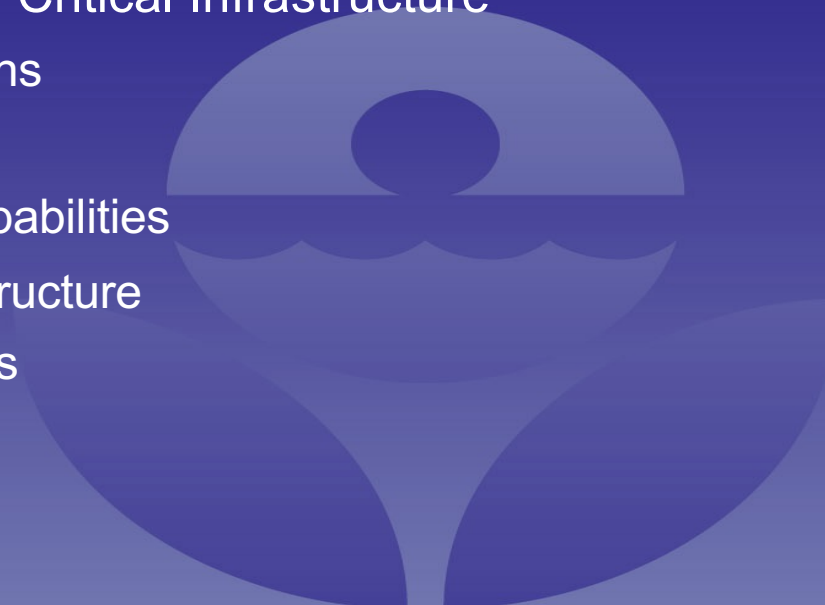 Critical Infrastructure
ns
pabilities
ructure
s